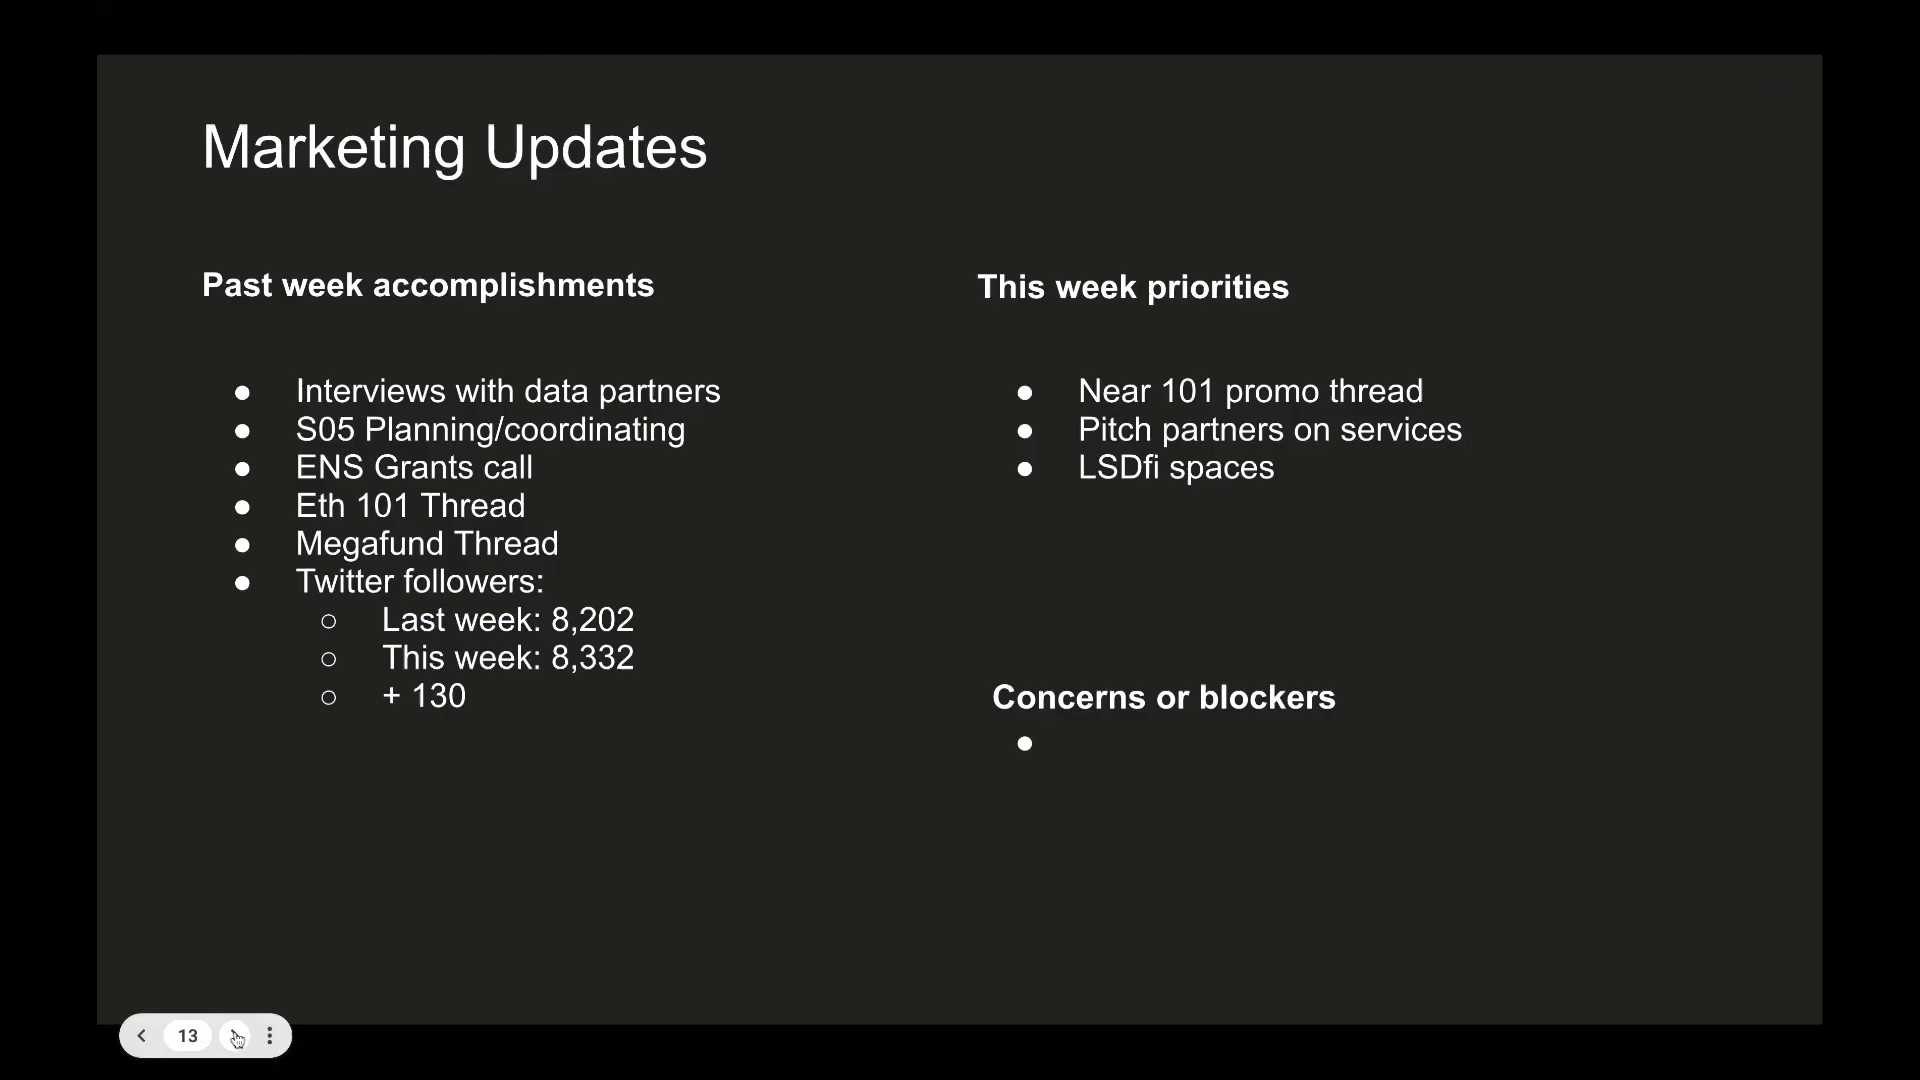 Marketing Updates
Past week accomplishments
● Interviews with data partners
● S05 Planning/coordinating
● ENS Grants call
● Eth 101 Thread
● Megafund Thread
● Twitter followers:
○ Last week: 8,202
○ This week: 8,332
○ + 130
This week priorities
● Near 101 promo thread
● Pitch partners on services
● LSDfi spaces
Concerns or blockers
●
13